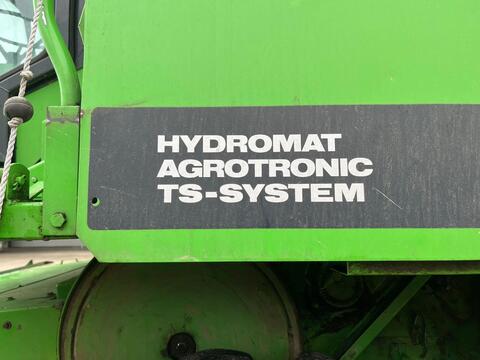 HYDROMAT
AGROTRONIC
TS-SYSTEM